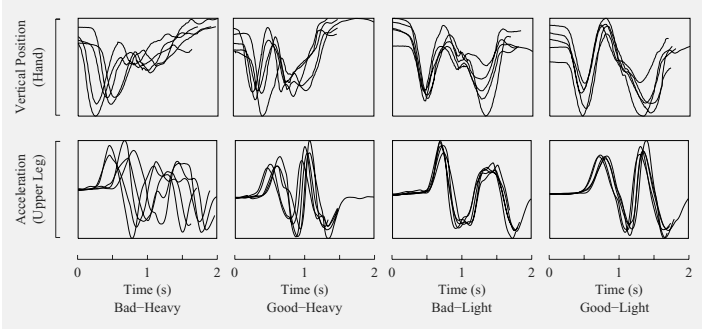 Vertical Position
(Hand)
Acceleration
(Upper Leg)
0 1 2 0 1 2 0 1 2 0 1 2
Time (s) Time (s) Time (s) Time (s)
Bad−Heavy Good−Heavy Bad−Light Good−Light